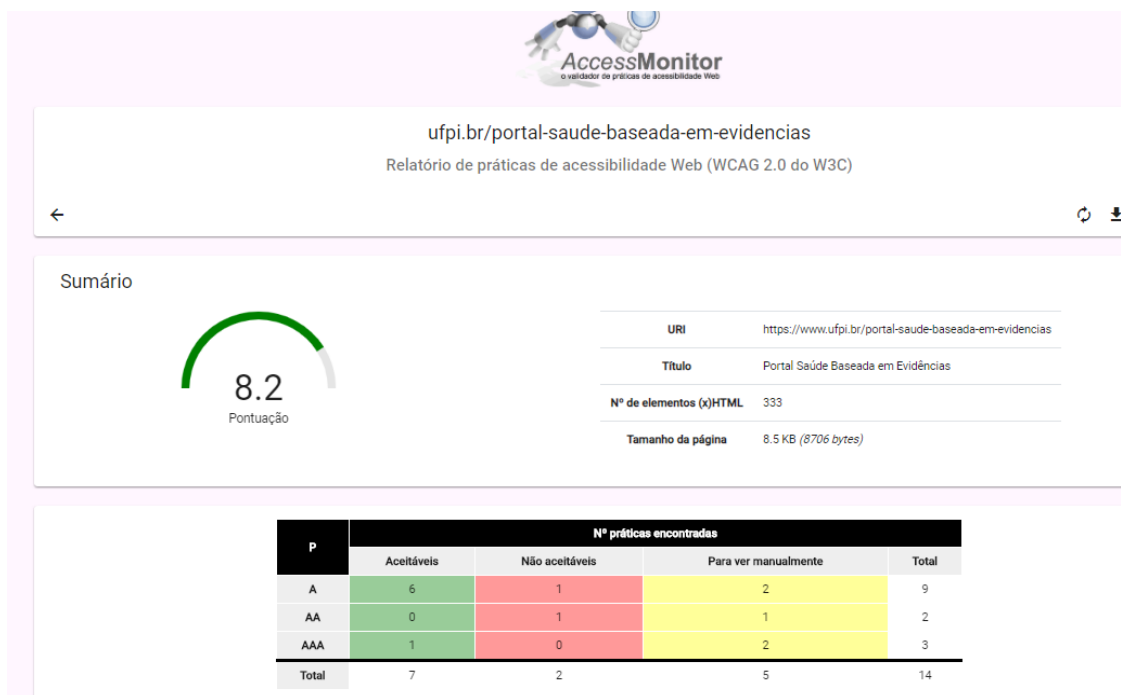 AccessMonitor
o validador de práticas de acessibilidade Web
ufpi.br/portal-saude-baseada-em-evidencias
Relatório de práticas de acessibilidade Web (WCAG 2.0 do W3C)
Sumário
8.2
Pontuação
URI https://www.ufpi.br/portal-saude-baseada-em-evidencias
Título Portal Saúde Baseada em Evidências
Nº de elementos (x)HTML 333
Tamanho da página 8.5 KB (8706 bytes)
P Nº práticas encontradas
Aceitáveis Não aceitáveis Para ver manualmente Total
A 6 1 2 9
AA 0 1 1 2
AAA 1 0 2 3
Total 7 2 5 14